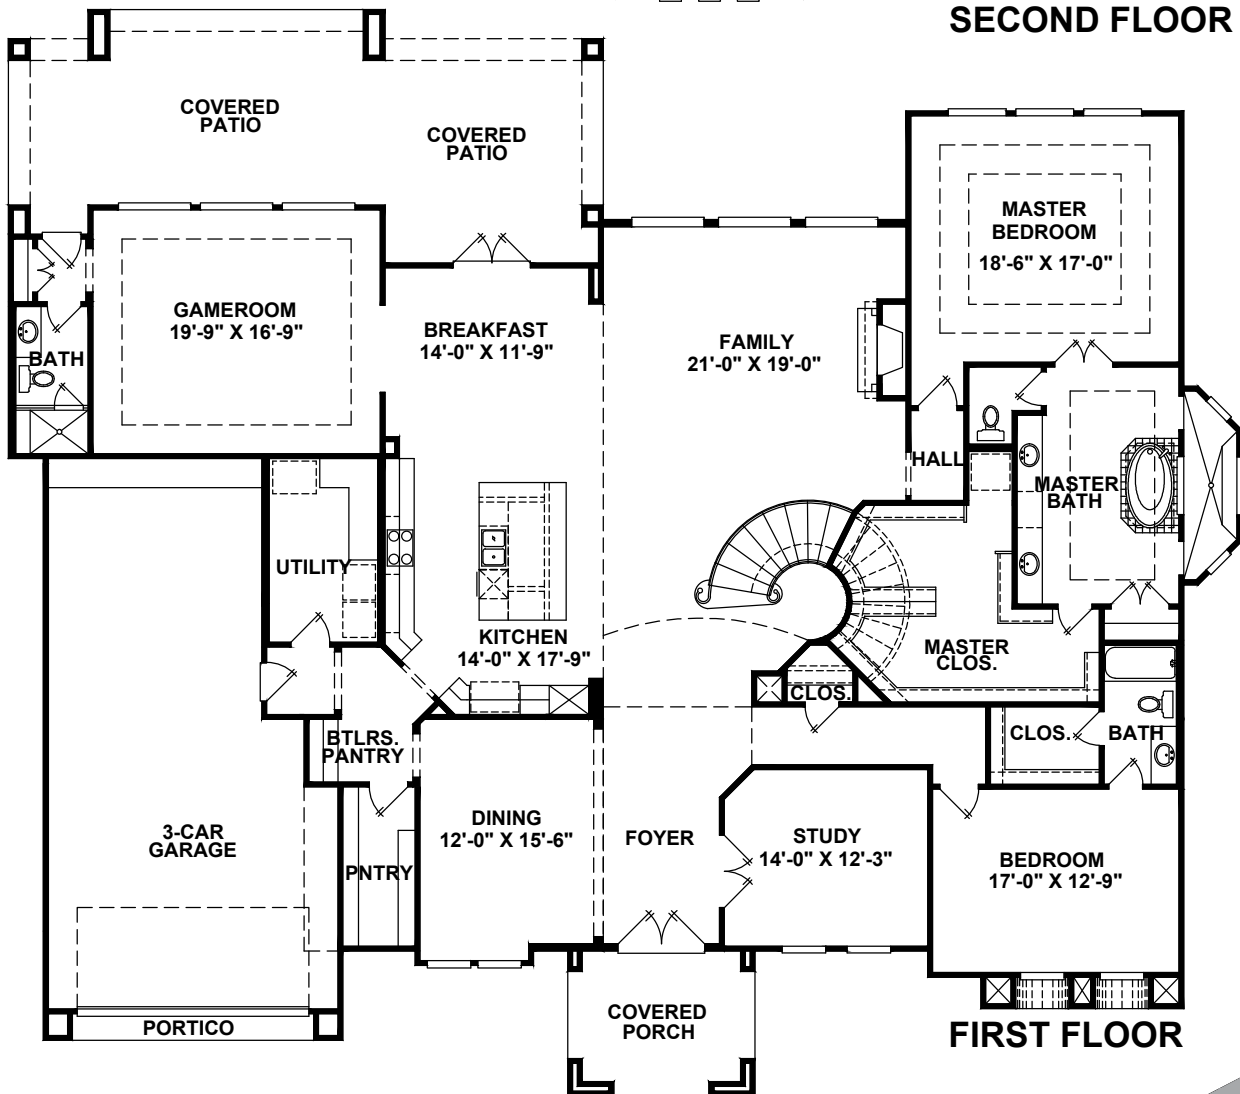 SECOND FLOOR
COVERED
PATIO
COVERED
PATIO
MASTER
BEDROOM
18'-6" X 17'-0"
GAMEROOM
19'-9" X 16'-9"
BREAKFAST
14'-0" X 11'-9"
FAMILY
21'-0" X 19'-0"
BATH
HALL
MASTER
BATH
UTILITY
KITCHEN
14'-0" X 17'-9"
MASTER
CLOS.
CLOS.
BTLRS.
PANTRY
CLOS.
BATH
DINING
12'-0" X 15'-6"
3-CAR
GARAGE
FOYER
STUDY
14'-0" X 12'-3"
PNTRY
BEDROOM
17'-0" X 12'-9"
COVERED
PORCH
PORTICO
FIRST FLOOR